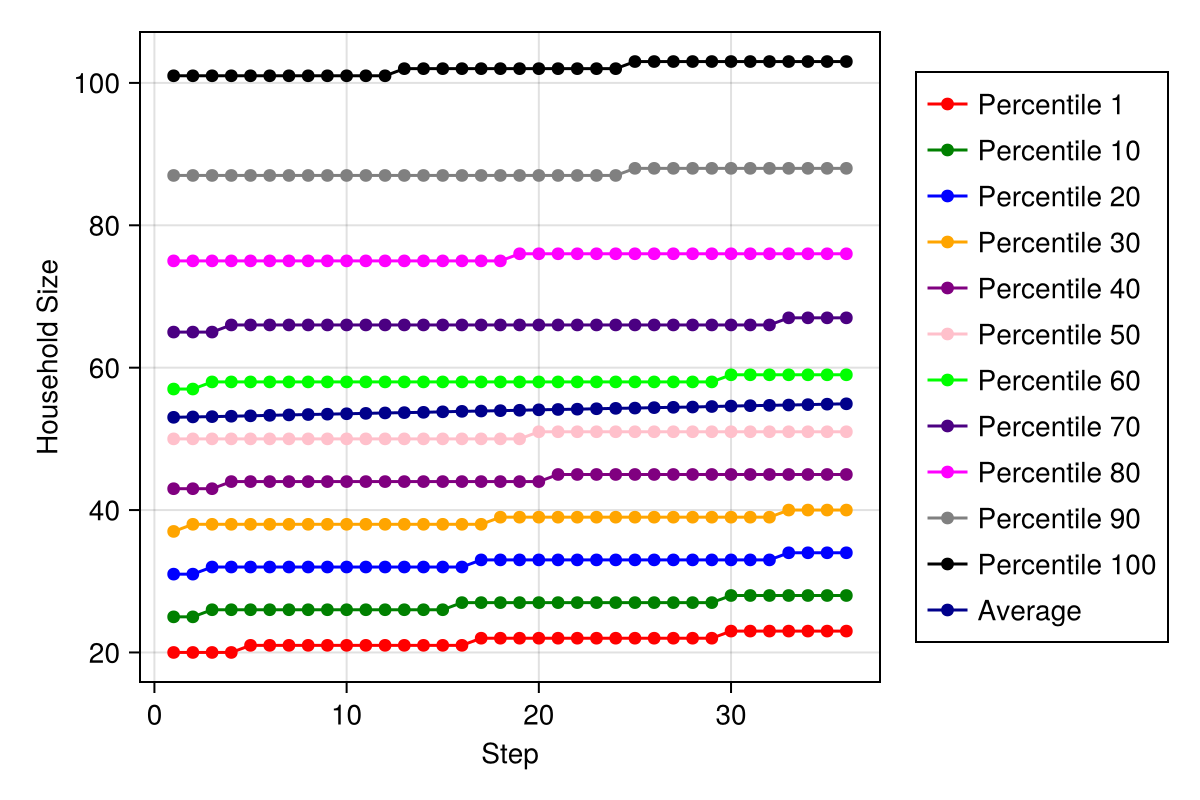 100
80
60
40
20
0 10 20 30
Household Size
Step
Percentile 1
Percentile 10
Percentile 20
Percentile 30
Percentile 40
Percentile 50
Percentile 60
Percentile 70
Percentile 80
Percentile 90
Percentile 100
Average